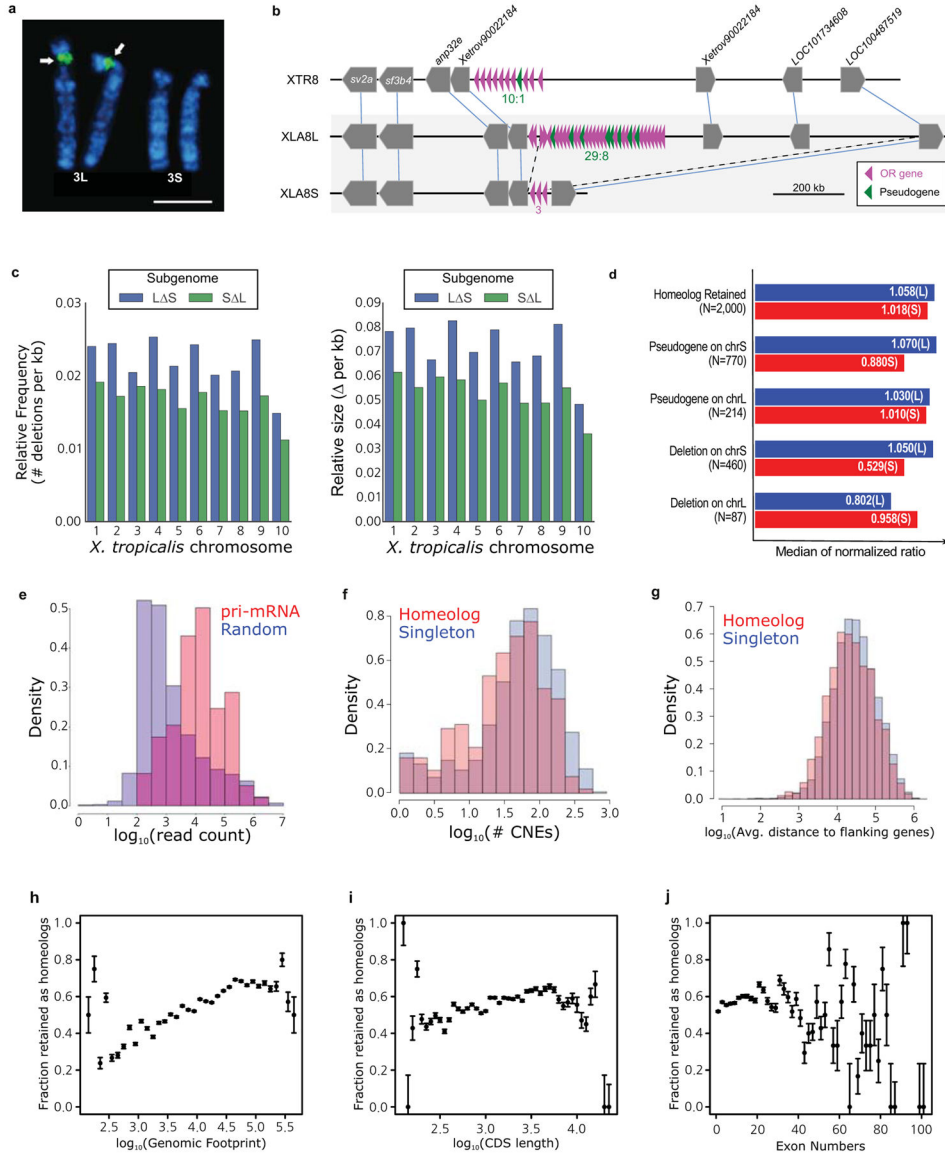 a
3L
3S
b
anp32e
Xetrov90022184
Xetrov90022184
LOC101734608
LOC100487519
XTR8
sv2a
sf3b4
10:1
XLA8L
29:8
XLA8S
3
200 kb
OR gene
Pseudogene
c
Subgenome
LΔS
SΔL
Relative Frequency
(# deletions per kb)
0.03
0.02
0.01
0.00
1 2 3 4 5 6 7 8 9 10
X. tropicalis chromosome
Subgenome
LΔS
SΔL
Relative size (Δ per kb)
0.09
0.08
0.07
0.06
0.05
0.04
0.03
0.02
0.01
0.00
1 2 3 4 5 6 7 8 9 10
X. tropicalis chromosome
d
Homeolog Retained
(N=2,000)
1.058(L)
1.018(S)
Pseudogene on chrS
(N=770)
1.070(L)
0.880S)
Pseudogene on chrL
(N=214)
1.030(L)
1.010(S)
Deletion on chrS
(N=460)
1.050(L)
0.529(S)
Deletion on chrL
(N=87)
0.802(L)
0.958(S)
Median of normalized ratio
e
pri-mRNA
Random
Density
0.5
0.4
0.3
0.2
0.1
0.0
0 1 2 3 4 5 6 7
log₁₀(read count)
f
Homeolog
Singleton
Density
0.8
0.6
0.4
0.2
0.0
0.0 0.5 1.0 1.5 2.0 2.5 3.0
log₁₀(# CNEs)
g
Homeolog
Singleton
Density
0.7
0.6
0.5
0.4
0.3
0.2
0.1
0.0
1 2 3 4 5 6
log₁₀(Avg. distance to flanking genes)
h
Fraction retained as homeologs
1.0
0.8
0.6
0.4
0.2
0.0
2.5 3.0 3.5 4.0 4.5 5.0 5.5
log₁₀(Genomic Footprint)
i
Fraction retained as homeologs
1.0
0.8
0.6
0.4
0.2
0.0
2.5 3.0 3.5 4.0
log₁₀(CDS length)
j
Fraction retained as homeologs
1.0
0.8
0.6
0.4
0.2
0.0
0 20 40 60 80 100
Exon Numbers